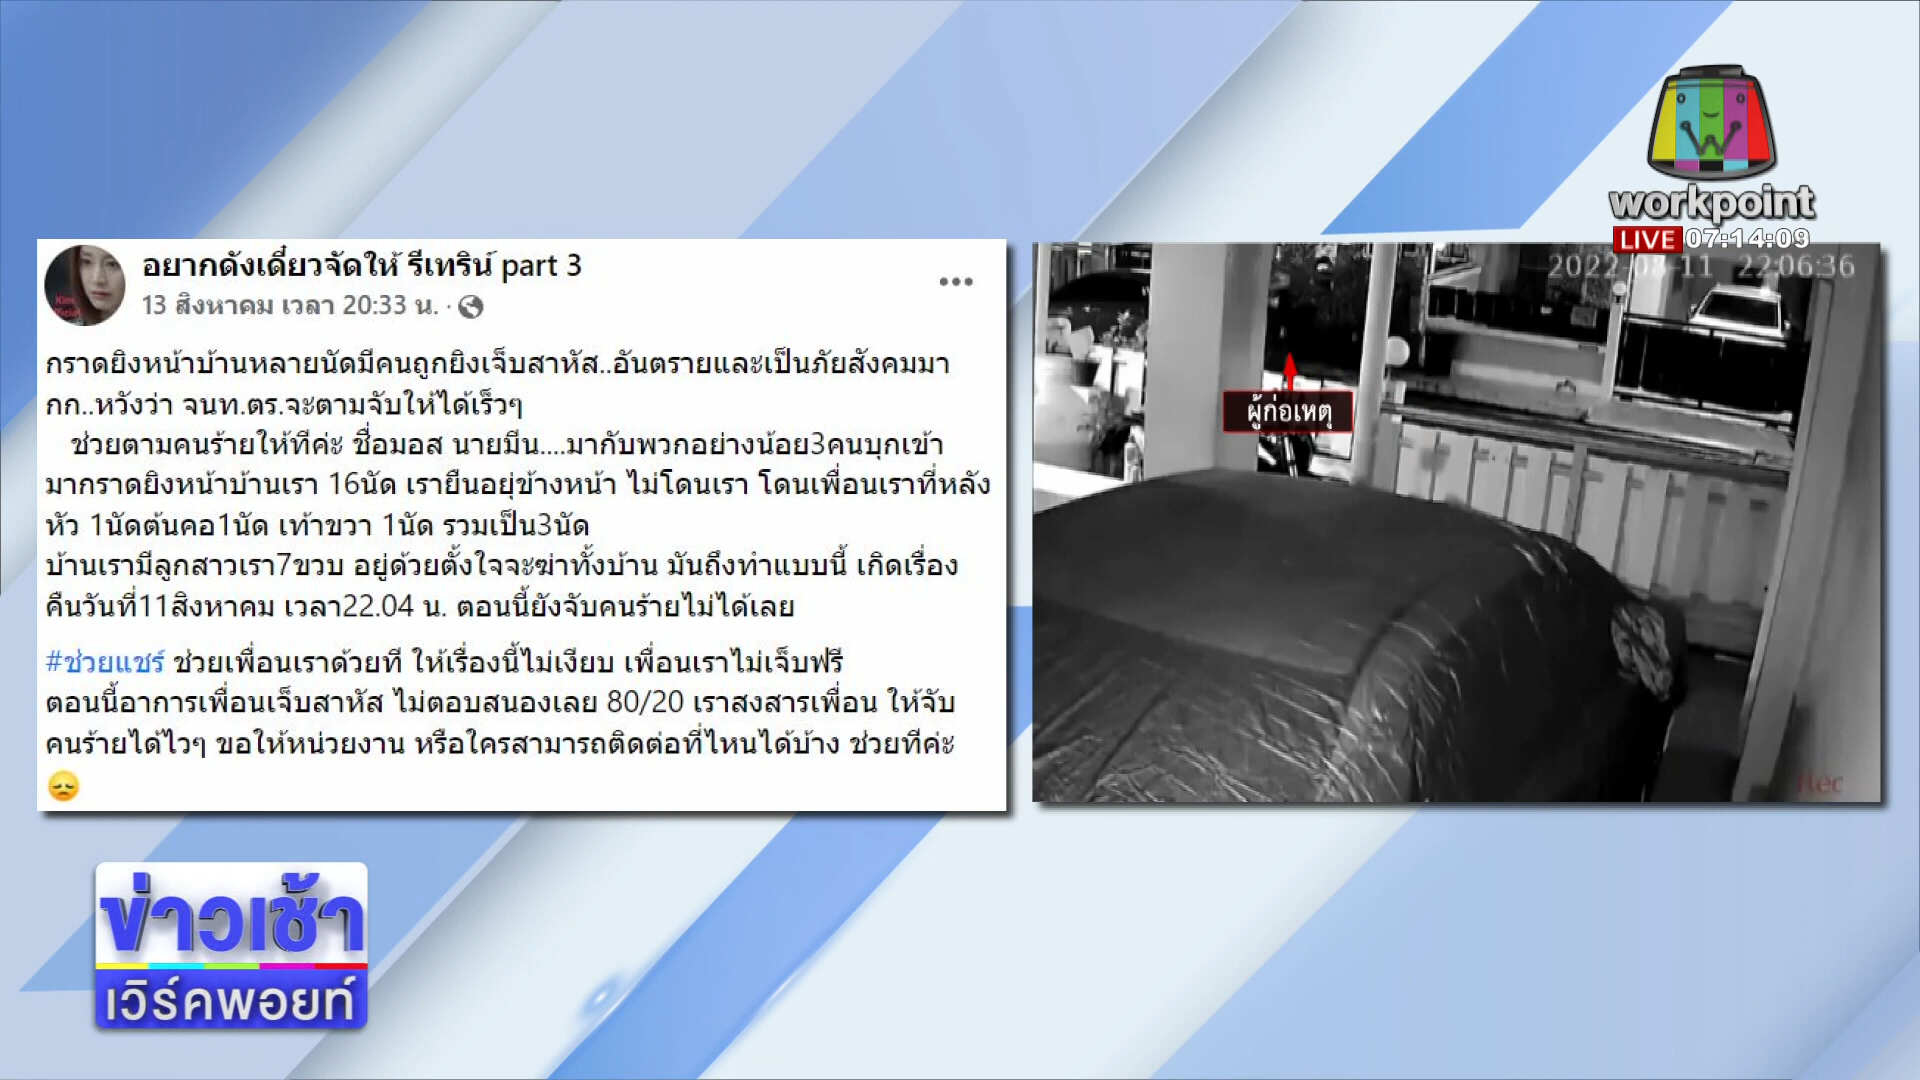 อยากดังเดี๋ยวจัดให้ รีเทริน์ part 3
13 สิงหาคม เวลา 20:33 น. ·
กราดยิงหน้าบ้านหลายนัดมีคนถูกยิงเจ็บสาหัส..อันตรายและเป็นภัยสังคมมา
กก..หวังว่า จนท.ตร.จะตามจับให้ได้เร็วๆ
ช่วยตามคนร้ายให้ทีค่ะ ชื่อมอส นายมีน....มากับพวกอย่างน้อย3คนบุกเข้า
มากราดยิงหน้าบ้านเรา 16นัด เรายืนอยู่ข้างหน้า ไม่โดนเรา โดนเพื่อนเราที่หลัง
หัว 1นัดต้นคอ1นัด เท้าขวา 1นัด รวมเป็น3นัด
บ้านเรามีลูกสาวเรา7ขวบ อยู่ด้วยตั้งใจจะฆ่าทั้งบ้าน มันถึงทำแบบนี้ เกิดเรื่อง
คืนวันที่11สิงหาคม เวลา22.04 น. ตอนนี้ยังจับคนร้ายไม่ได้เลย
#ช่วยแชร์ ช่วยเพื่อนเราด้วยที ให้เรื่องนี้ไม่เงียบ เพื่อนเราไม่เจ็บฟรี
ตอนนี้อาการเพื่อนเจ็บสาหัส ไม่ตอบสนองเลย 80/20 เราสงสารเพื่อน ให้จับ
คนร้ายได้ไวๆ ขอให้หน่วยงาน หรือใครสามารถติดต่อที่ไหนได้บ้าง ช่วยทีค่ะ
workpoint
LIVE 07:14:09
2022-08-11 22:06:36
ผู้ก่อเหตุ
Rec
ข่าวเช้า
เวิร์คพอยท์